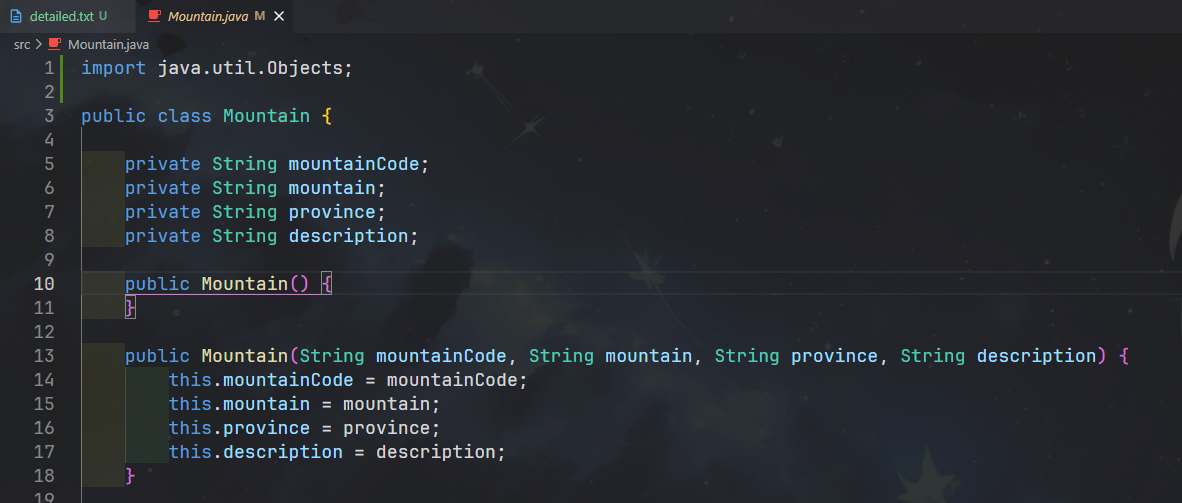 detailed.txt U Mountain.java M
src > Mountain.java
1 import java.util.Objects;
2
3 public class Mountain {
4
5 private String mountainCode;
6 private String mountain;
7 private String province;
8 private String description;
9
10 public Mountain() {
11 }
12
13 public Mountain(String mountainCode, String mountain, String province, String description) {
14 this.mountainCode = mountainCode;
15 this.mountain = mountain;
16 this.province = province;
17 this.description = description;
18 }
19